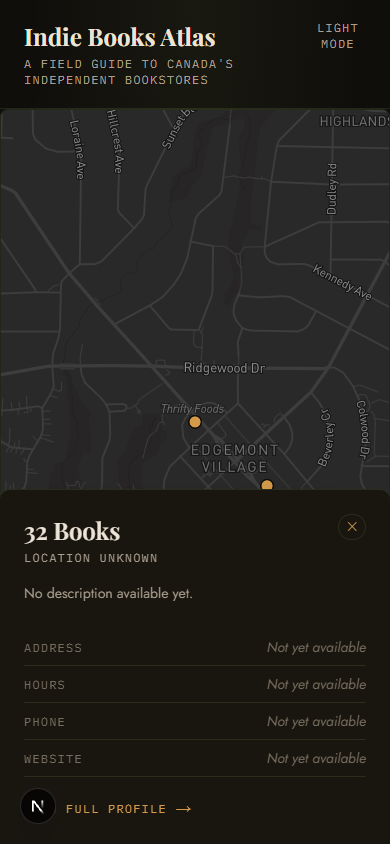 Indie Books Atlas
LIGHT
MODE
A FIELD GUIDE TO CANADA'S
INDEPENDENT BOOKSTORES
Loraine Ave
Hillcrest Ave
Sunset
HIGHLANDS
Dudley Rd
Kennedy Ave
Ridgewood Dr
Thrifty Foods
EDGEMONT
VILLAGE
Beverley Cr
Colwood Dr
32 Books
×
LOCATION UNKNOWN
No description available yet.
ADDRESS Not yet available
HOURS Not yet available
PHONE Not yet available
WEBSITE Not yet available
N FULL PROFILE →